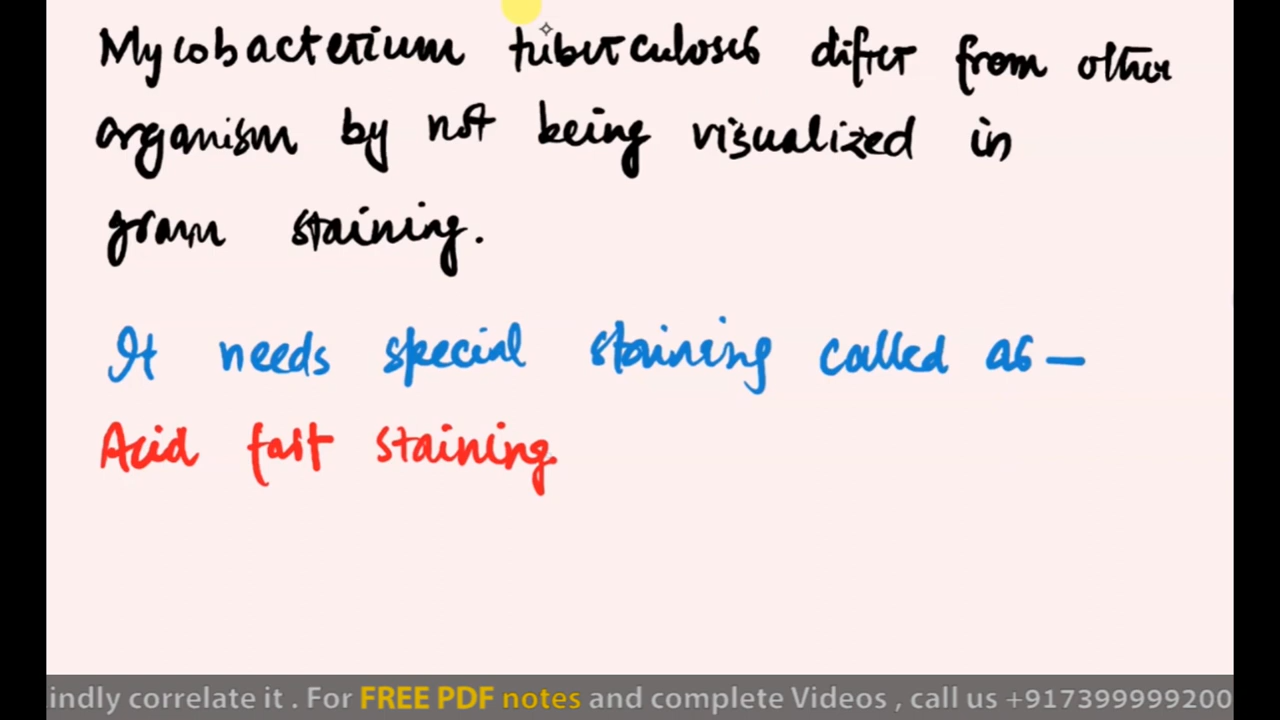 Mycobacterium tuberculosis differ from other
organism by not being visualized in
gram staining.
It needs special staining called as —
Acid fast staining
indly correlate it . For FREE PDF notes and complete Videos , call us +917399999200